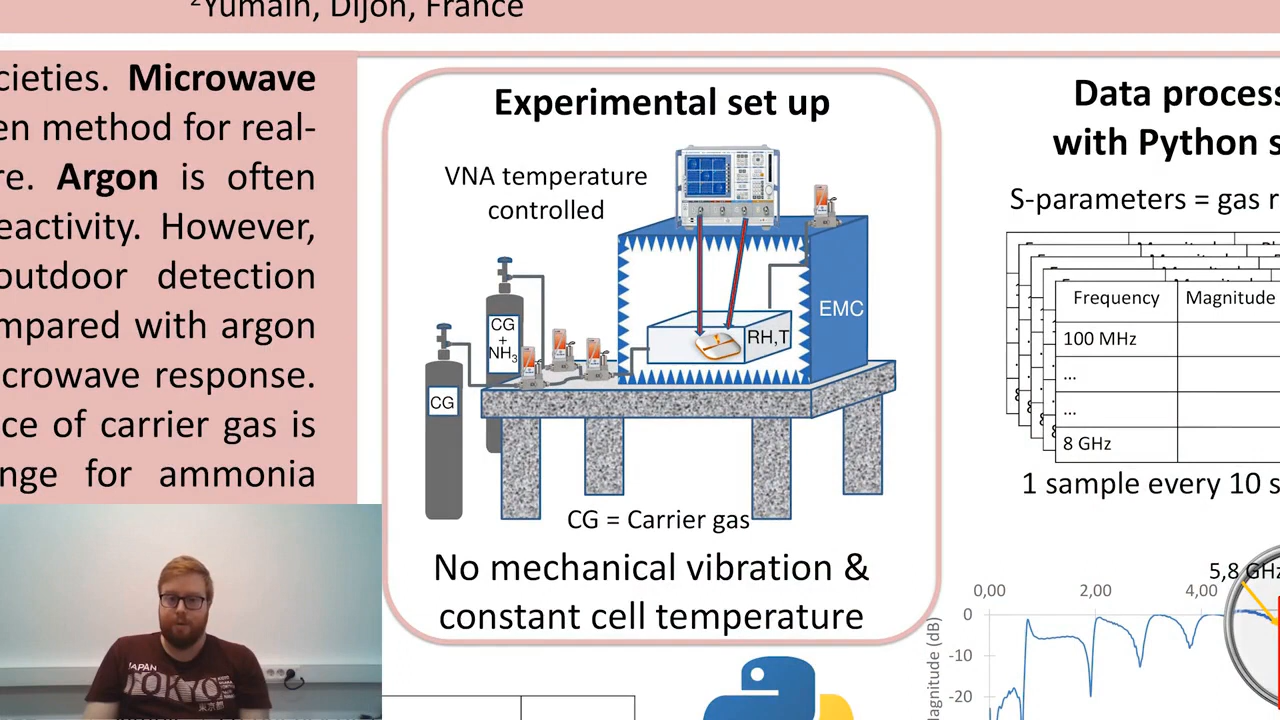 ²Yumain, Dijon, France
cieties. Microwave
en method for real-
re. Argon is often
eactivity. However,
outdoor detection
mpared with argon
crowave response.
ce of carrier gas is
nge for ammonia
Experimental set up
VNA temperature
controlled
EMC
RH,T
CG
+
NH₃
CG
CG = Carrier gas
No mechanical vibration &
constant cell temperature
Data process
with Python s
S-parameters = gas r
Frequency Magnitude
100 MHz
...
...
8 GHz
1 sample every 10 s
5,8 GHz
0,00 2,00 4,00
0
-10
-20
agnitude (dB)
JAPAN
TOKYO